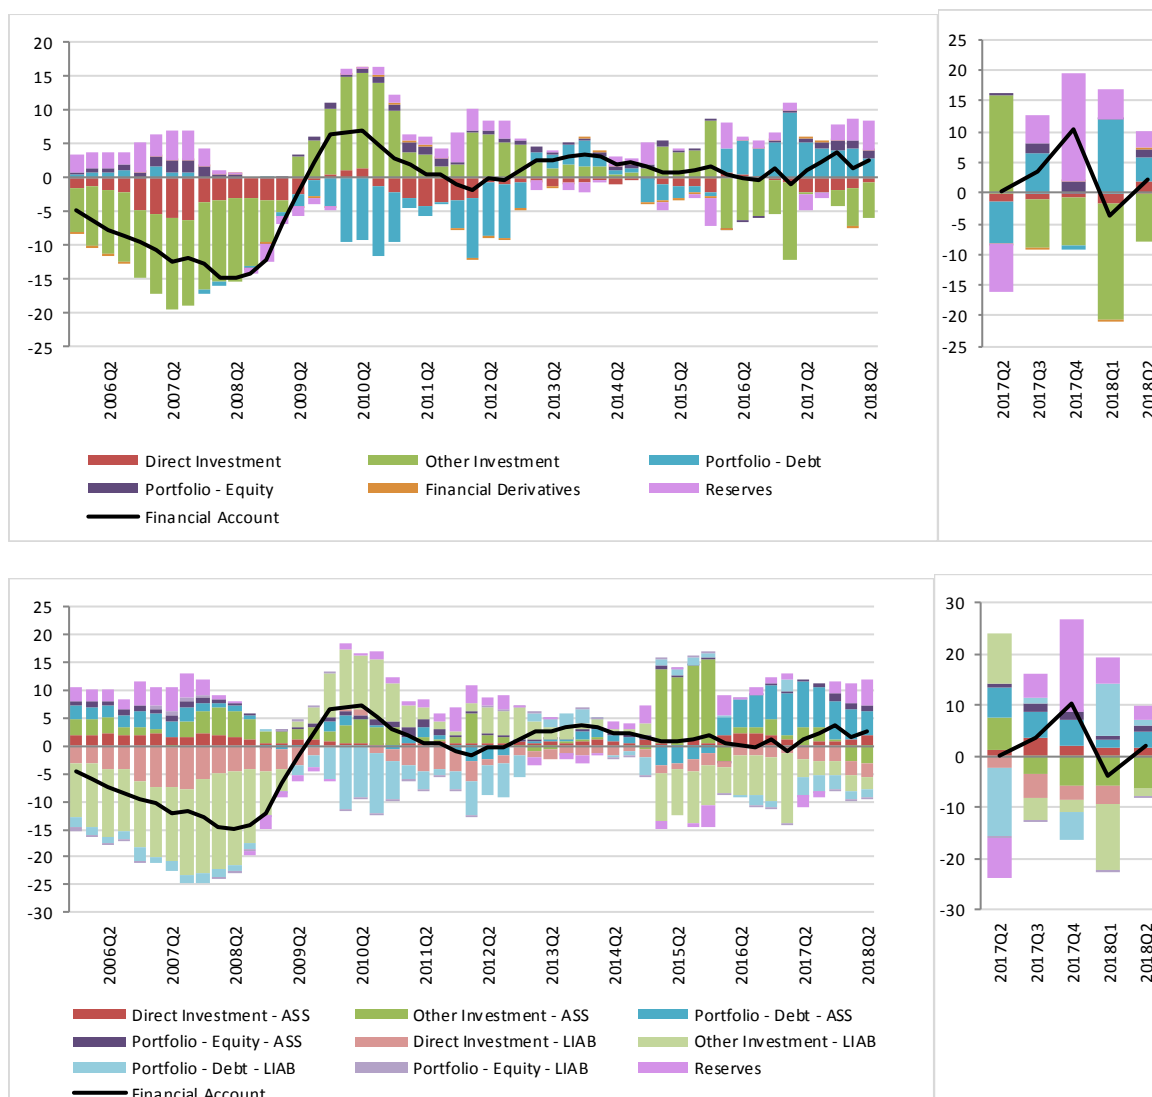 20
15
10
5
0
-5
-10
-15
-20
-25
2006Q2
2007Q2
2008Q2
2009Q2
2010Q2
2011Q2
2012Q2
2013Q2
2014Q2
2015Q2
2016Q2
2017Q2
2018Q2
Direct Investment
Other Investment
Portfolio - Debt
Portfolio - Equity
Financial Derivatives
Reserves
Financial Account
25
20
15
10
5
0
-5
-10
-15
-20
-25
2017Q2
2017Q3
2017Q4
2018Q1
2018Q2
25
20
15
10
5
0
-5
-10
-15
-20
-25
-30
2006Q2
2007Q2
2008Q2
2009Q2
2010Q2
2011Q2
2012Q2
2013Q2
2014Q2
2015Q2
2016Q2
2017Q2
2018Q2
Direct Investment - ASS
Other Investment - ASS
Portfolio - Debt - ASS
Portfolio - Equity - ASS
Direct Investment - LIAB
Other Investment - LIAB
Portfolio - Debt - LIAB
Portfolio - Equity - LIAB
Reserves
Financial Account
30
20
10
0
-10
-20
-30
2017Q2
2017Q3
2017Q4
2018Q1
2018Q2